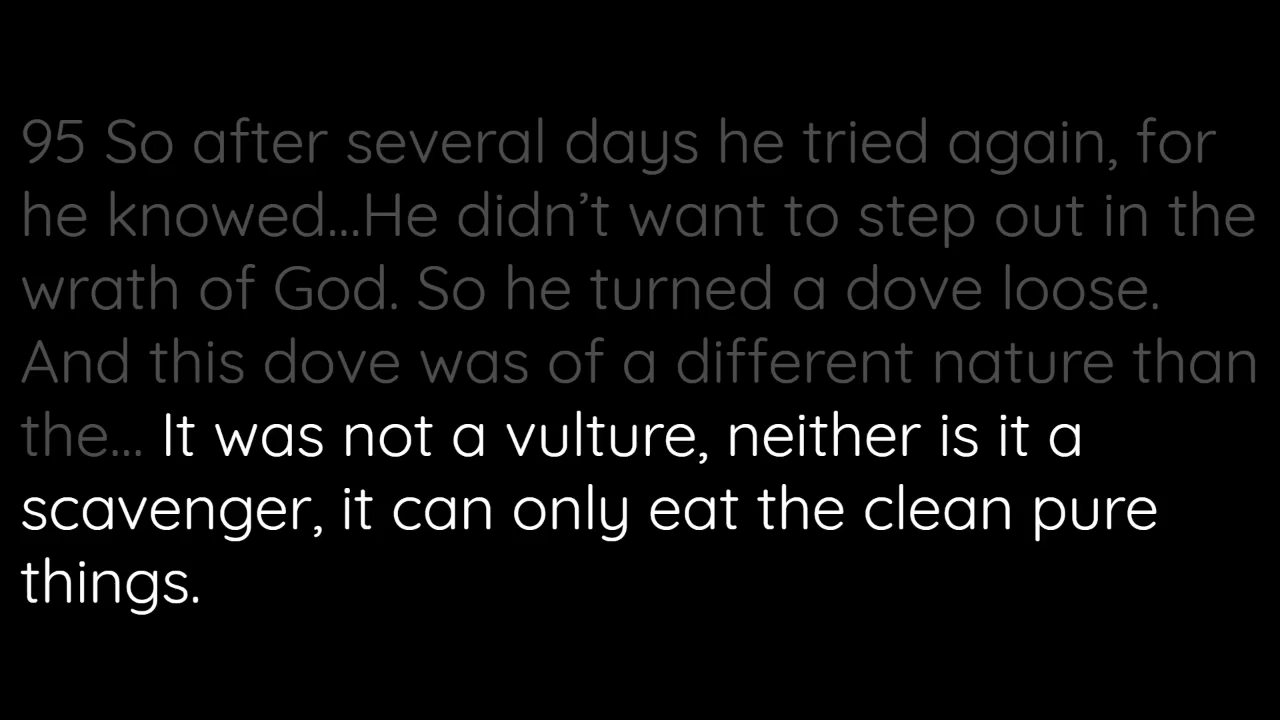 95 So after several days he tried again, for
he knowed...He didn’t want to step out in the
wrath of God. So he turned a dove loose.
And this dove was of a different nature than
the... It was not a vulture, neither is it a
scavenger, it can only eat the clean pure
things.